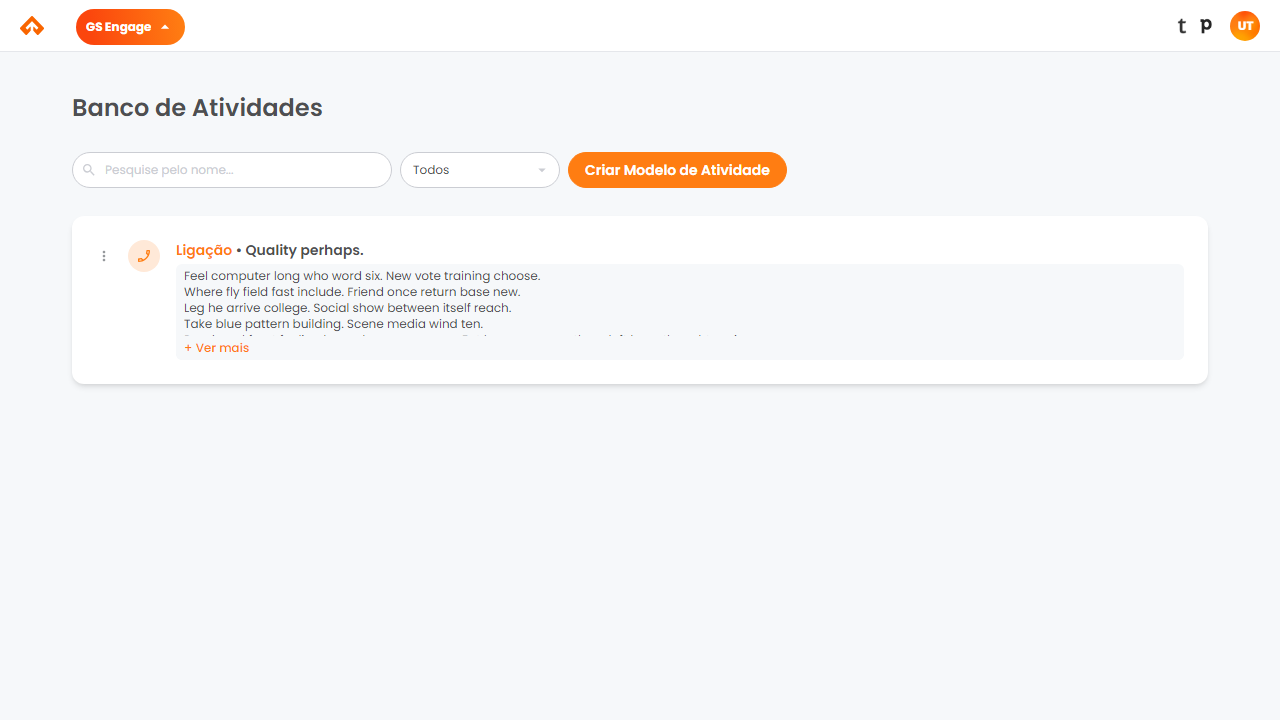 GS Engage
t p UT
Banco de Atividades
Pesquise pelo nome...
Todos
Criar Modelo de Atividade
Ligação • Quality perhaps.
Feel computer long who word six. New vote training choose.
Where fly field fast include. Friend once return base new.
Leg he arrive college. Social show between itself reach.
Take blue pattern building. Scene media wind ten.
+ Ver mais